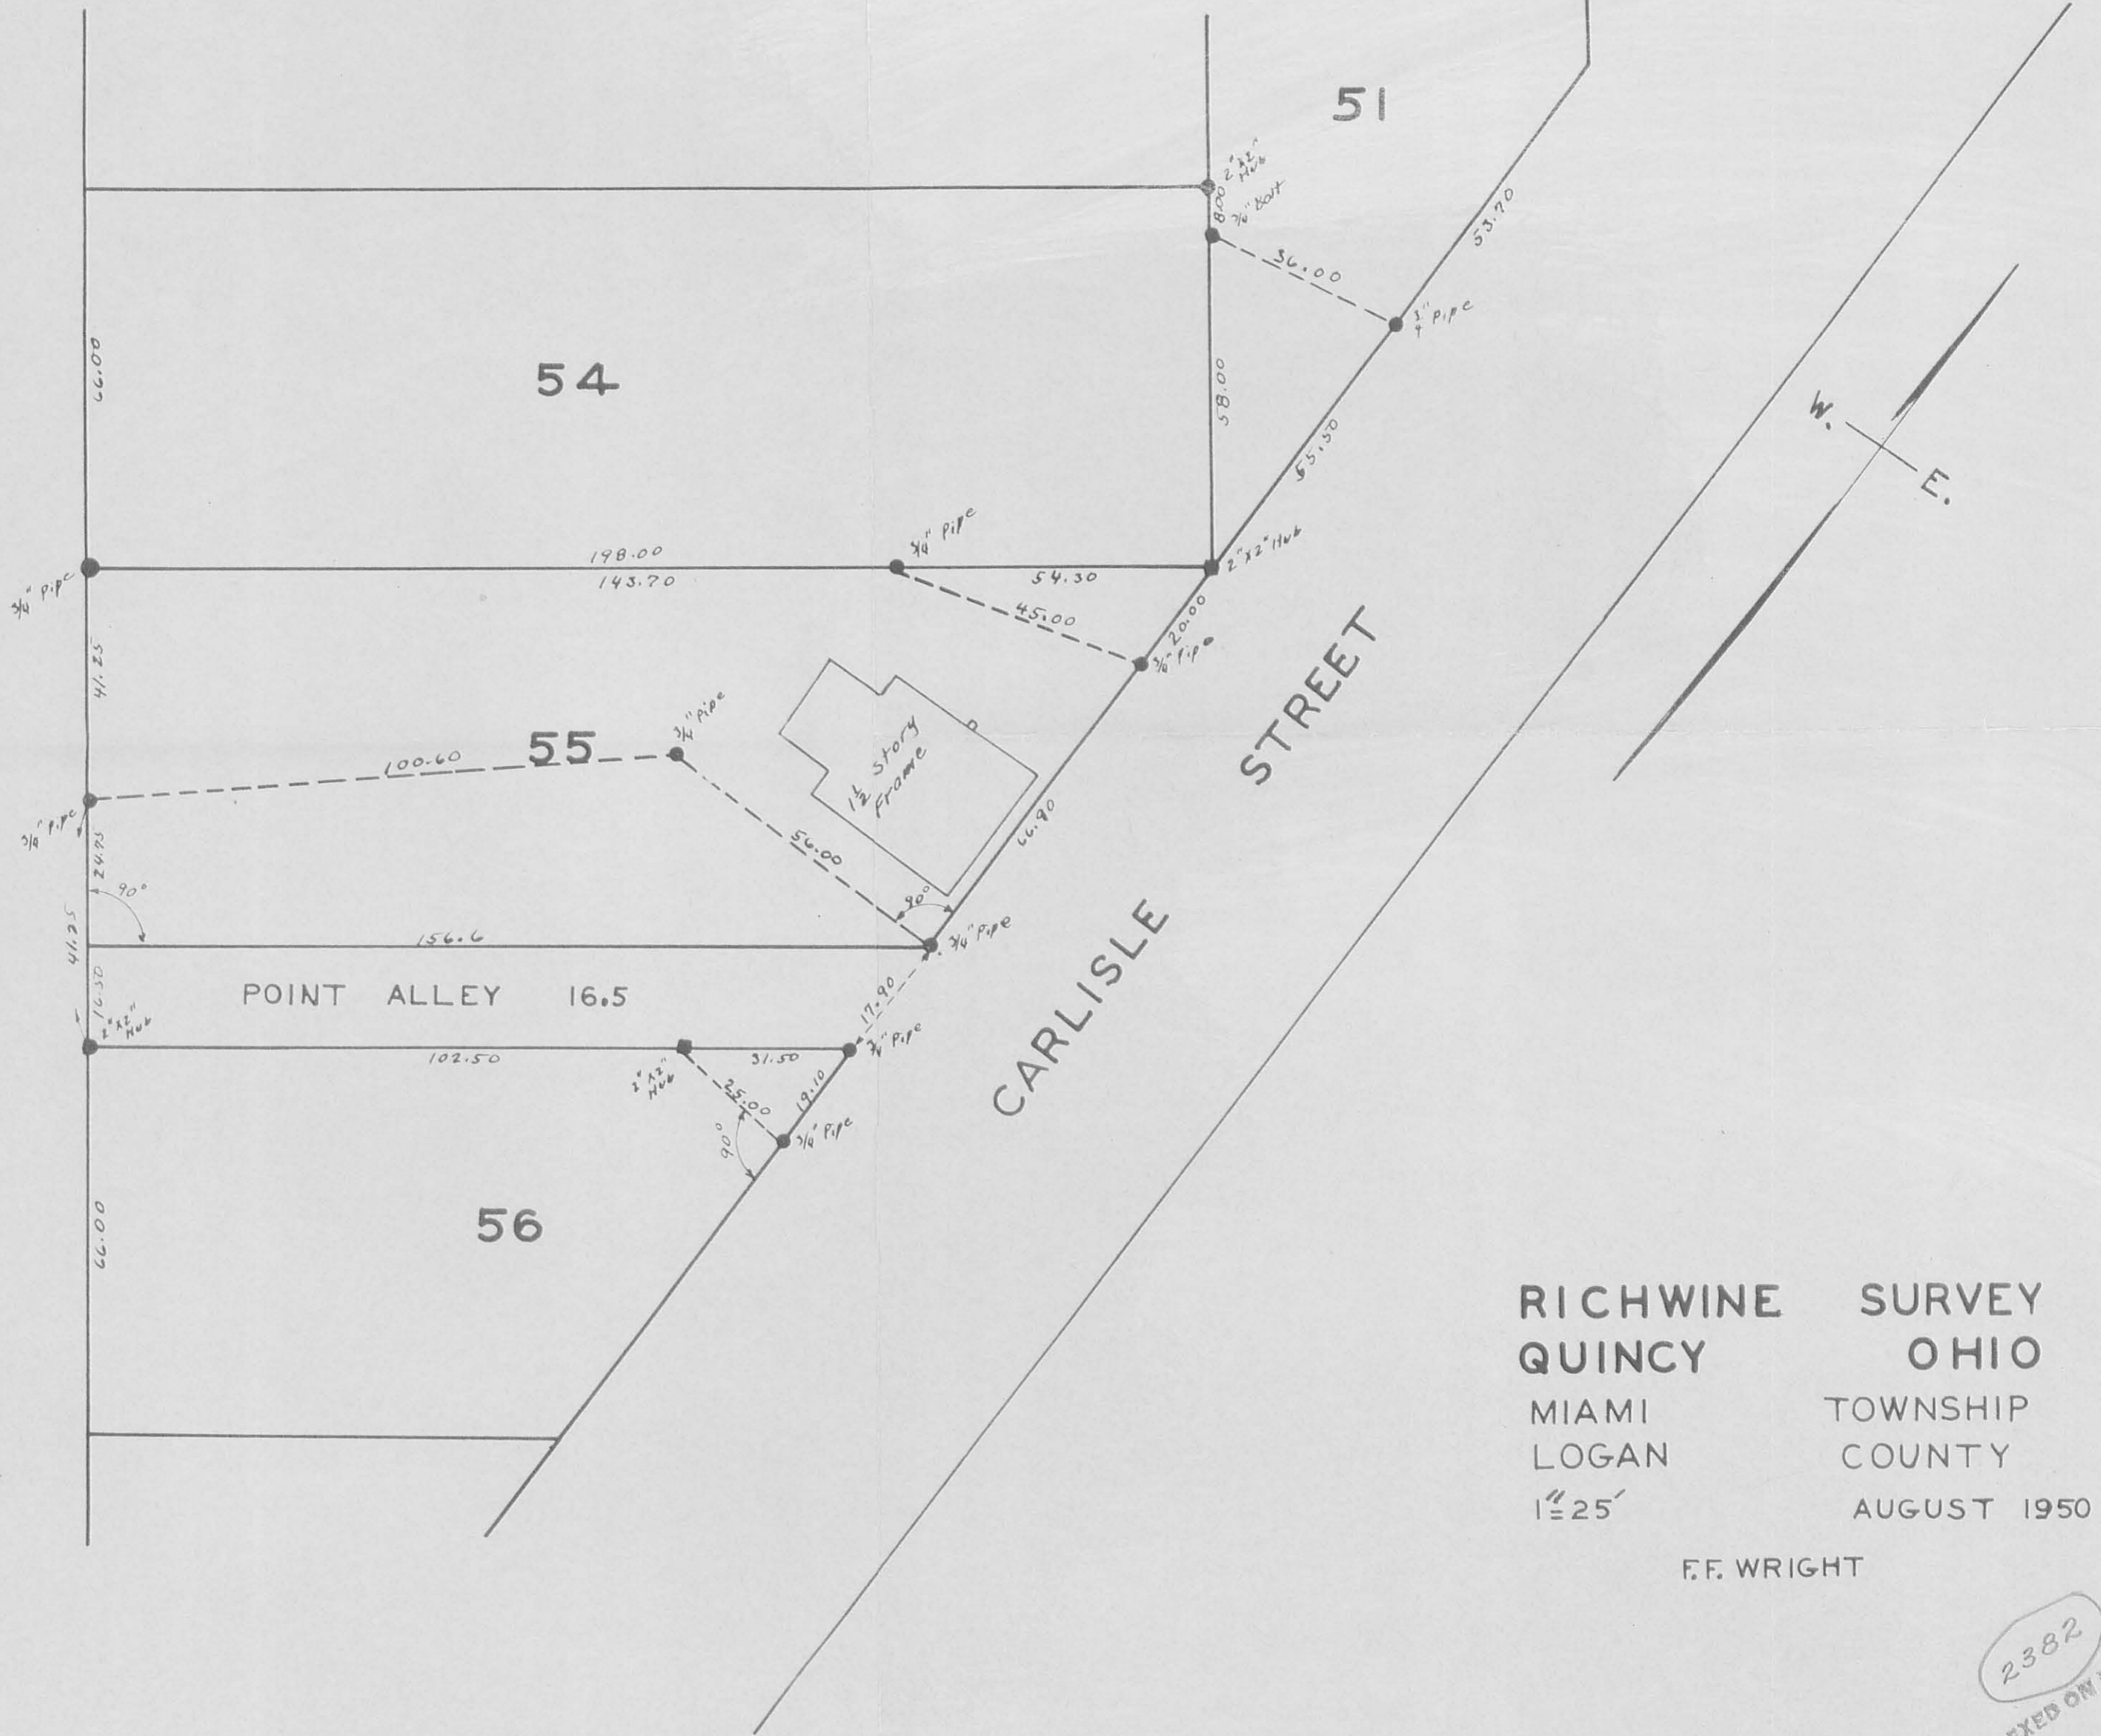 51
2"x2"
Hub
8.00
3/4" Bolt
53.70
36.00
3/4" Pipe
66.00
54
58.00
55.50
W.
E.
3/4" Pipe
198.00
143.70
54.30
2"x2" Hub
3/4" Pipe
45.00
20.00
3/4" Pipe
41.25
3/4" Pipe
55
100.60
1½ Story
Frame
STREET
3/4" Pipe
24.75
56.00
66.90
90°
90°
41.25
156.6
3/4" Pipe
CARLISLE
16.50
POINT ALLEY 16.5
17.90
2"x2"
Hub
3/4" Pipe
102.50
31.50
2"x2"
Hub
25.00
19.10
90°
3/4" Pipe
66.00
56
RICHWINE SURVEY
QUINCY OHIO
MIAMI TOWNSHIP
LOGAN COUNTY
1"=25' AUGUST 1950
F.F. WRIGHT
2382